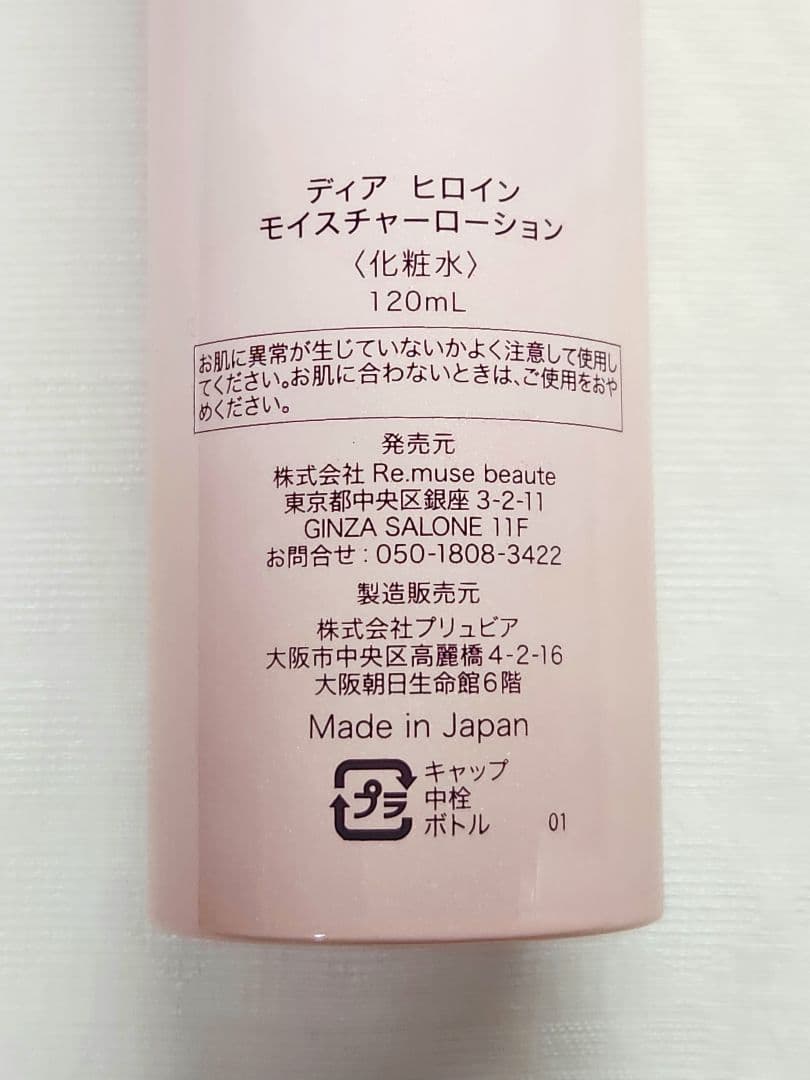 ディア ヒロイン
モイスチャーローション
〈化粧水〉
120mL
お肌に異常が生じていないかよく注意して使用し
てください。お肌に合わないときは、ご使用をおや
めください。
発売元
株式会社 Re.muse beaute
東京都中央区銀座 3-2-11
GINZA SALONE 11F
お問合せ : 050-1808-3422
製造販売元
株式会社プリュビア
大阪市中央区高麗橋 4-2-16
大阪朝日生命館6階
Made in Japan
プラ
キャップ
中栓
ボトル 01